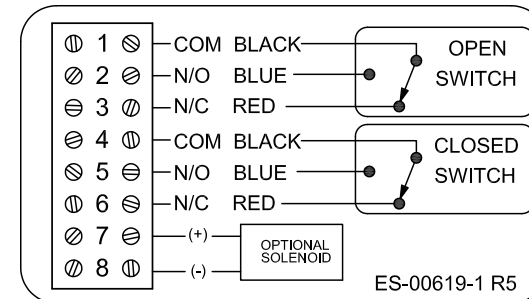 1 COM BLACK
2 N/O BLUE
3 N/C RED
OPEN
SWITCH
4 COM BLACK
5 N/O BLUE
6 N/C RED
CLOSED
SWITCH
7 (+)
8 (-)
OPTIONAL
SOLENOID
ES-00619-1 R5